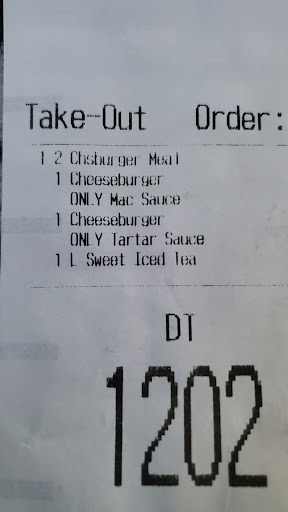 Take-Out Order:
1 2 Chsburger Meal
1 Cheeseburger
ONLY Mac Sauce
1 Cheeseburger
ONLY Tartar Sauce
1 L Sweet Iced Tea
DT
1202